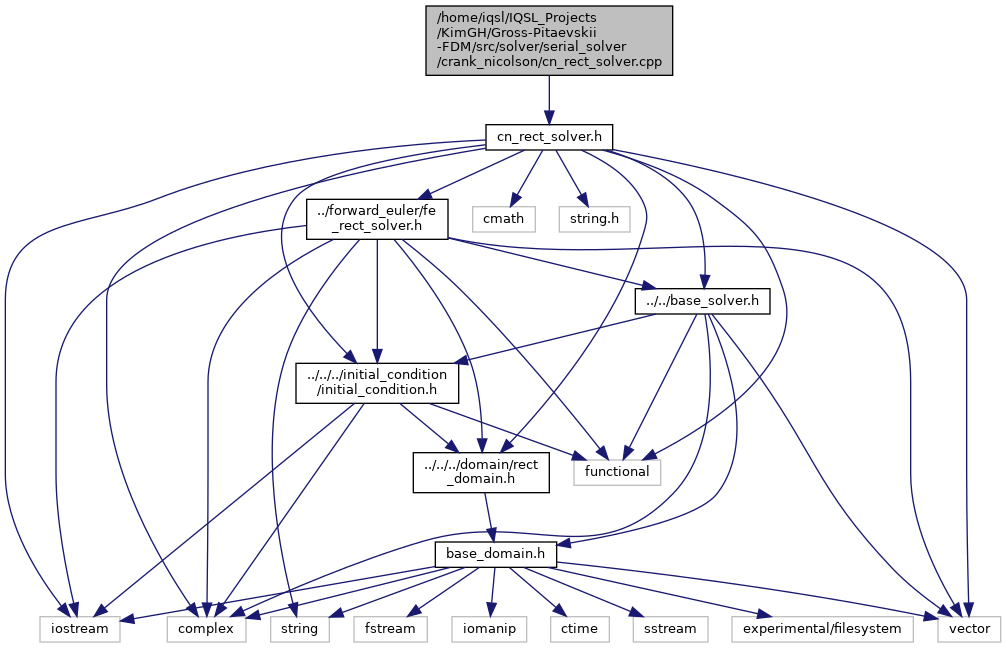 /home/iqsl/IQSL_Projects
/KimGH/Gross-Pitaevskii
-FDM/src/solver/serial_solver
/crank_nicolson/cn_rect_solver.cpp
cn_rect_solver.h
../forward_euler/fe
_rect_solver.h
cmath
string.h
../../base_solver.h
../../../initial_condition
/initial_condition.h
../../../domain/rect
_domain.h
functional
base_domain.h
iostream
complex
string
fstream
iomanip
ctime
sstream
experimental/filesystem
vector